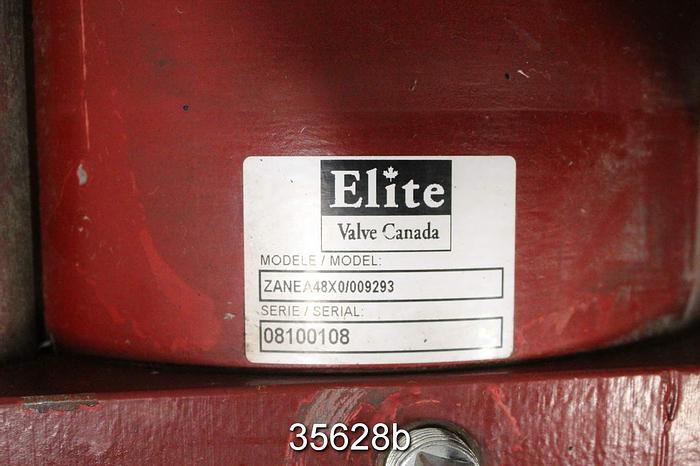 Elite
Valve Canada
MODELE / MODEL:
ZANEA48X0/009293
SERIE / SERIAL:
08100108
35628b